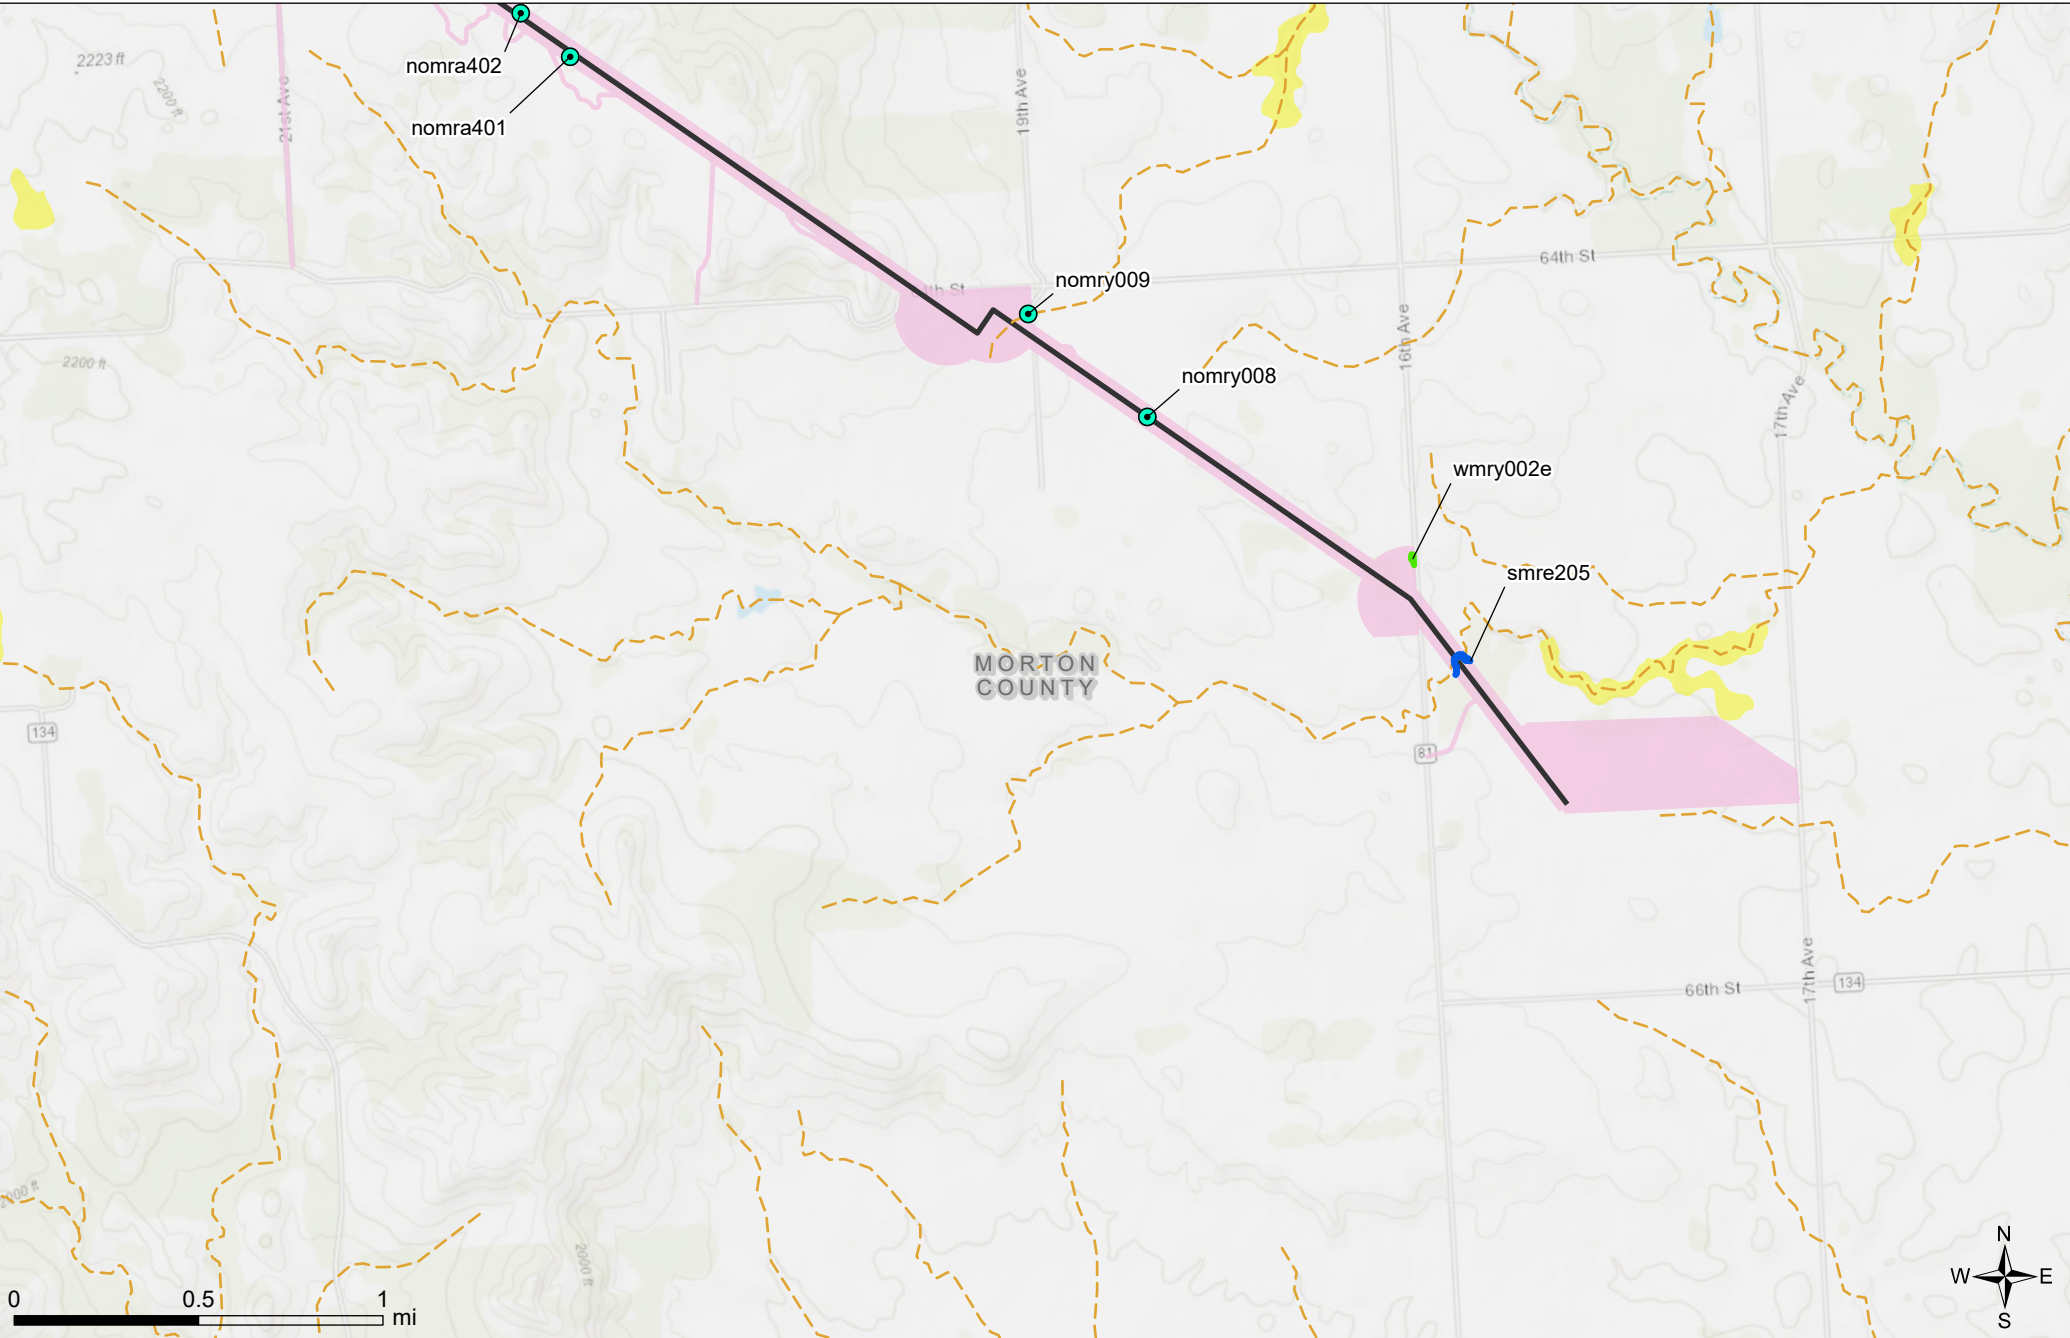 2223 ft
2200 ft
21st Ave
nomra402
nomra401
19th Ave
64th St
64th St
nomry009
nomry008
16th Ave
17th Ave
2200 ft
wmry002e
smre205
MORTON
COUNTY
134
81
66th St
134
17th Ave
2000 ft
2000 ft
N
W
E
S
0
0.5
1
mi